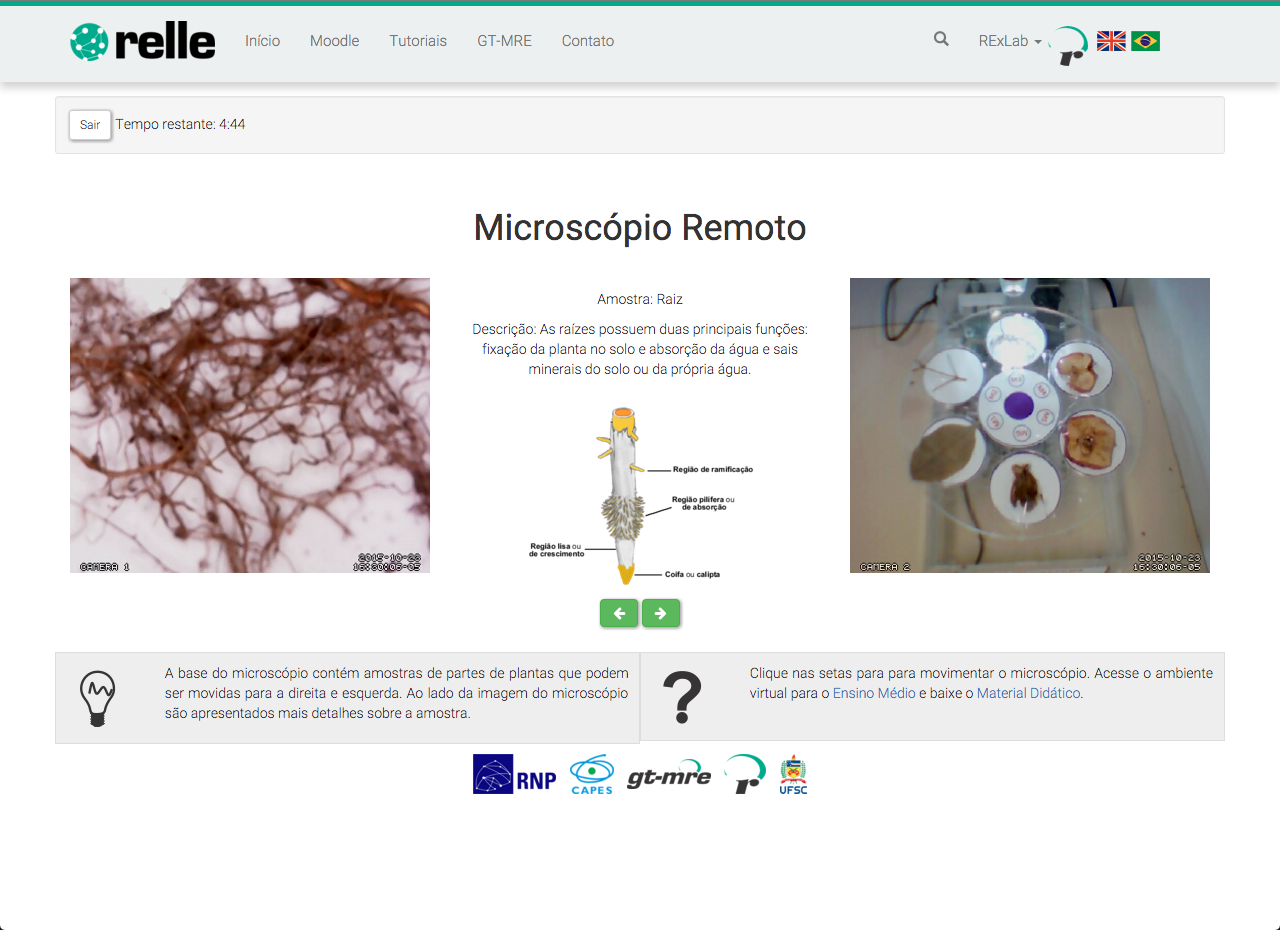 relle
Início Moodle Tutoriais GT-MRE Contato
RExLab
Sair Tempo restante: 4:44
Microscópio Remoto
CAMERA 1
2015-10-23
16:30:06-05
Amostra: Raiz
Descrição: As raízes possuem duas principais funções:
fixação da planta no solo e absorção da água e sais
minerais do solo ou da própria água.
Região de ramificação
Região pilífera ou
de absorção
Região lisa ou
de crescimento
Coifa ou caliptra
CAMERA 2
2015-10-23
16:30:06-05
A base do microscópio contém amostras de partes de plantas que podem
ser movidas para a direita e esquerda. Ao lado da imagem do microscópio
são apresentados mais detalhes sobre a amostra.
Clique nas setas para para movimentar o microscópio. Acesse o ambiente
virtual para o Ensino Médio e baixe o Material Didático.
RNP
CAPES
gt-mre
r
UFSC